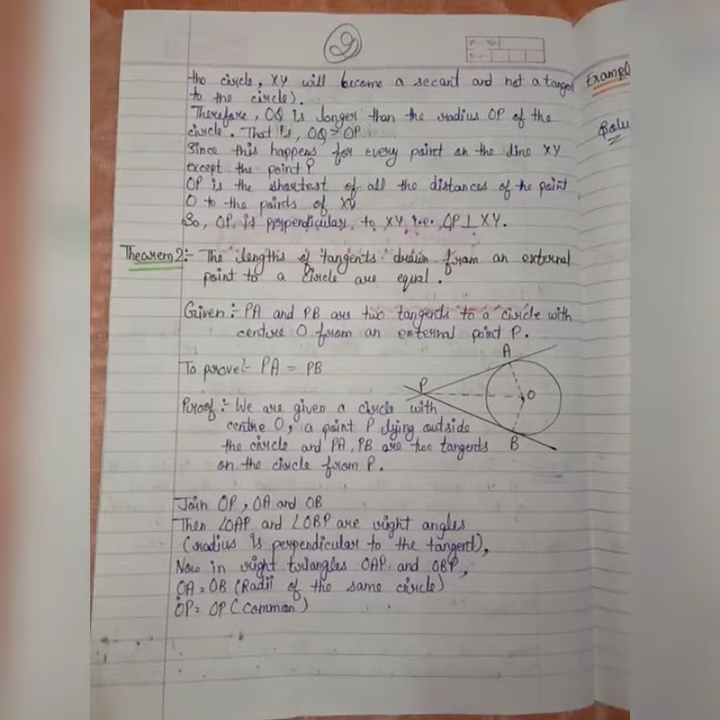 the circle, XY will become a secant and not a tangent
to the circle).
Therefore, OQ is longer than the radius OP of the
circle. That is, OQ > OP
Since this happens for every point on the line XY
except the point P
OP is the shortest of all the distances of the point
O to the points of XY
So, OP is perpendicular to XY, i.e. OP ⊥ XY.
Theorem 2:- The lengths of tangents drawn from an external
point to a circle are equal.
Given:- PA and PB are two tangents to a circle with
centre O from an external point P.
To prove:- PA = PB
A
P
O
B
Proof:- We are given a circle with
centre O, a point P lying outside
the circle and PA, PB are two tangents
on the circle from P.
Join OP, OA and OB
Then ∠OAP and ∠OBP are right angles
(radius is perpendicular to the tangent),
Now in right triangles OAP and OBP,
OA = OB (Radii of the same circle)
OP = OP (Common)
Exampl
Solu